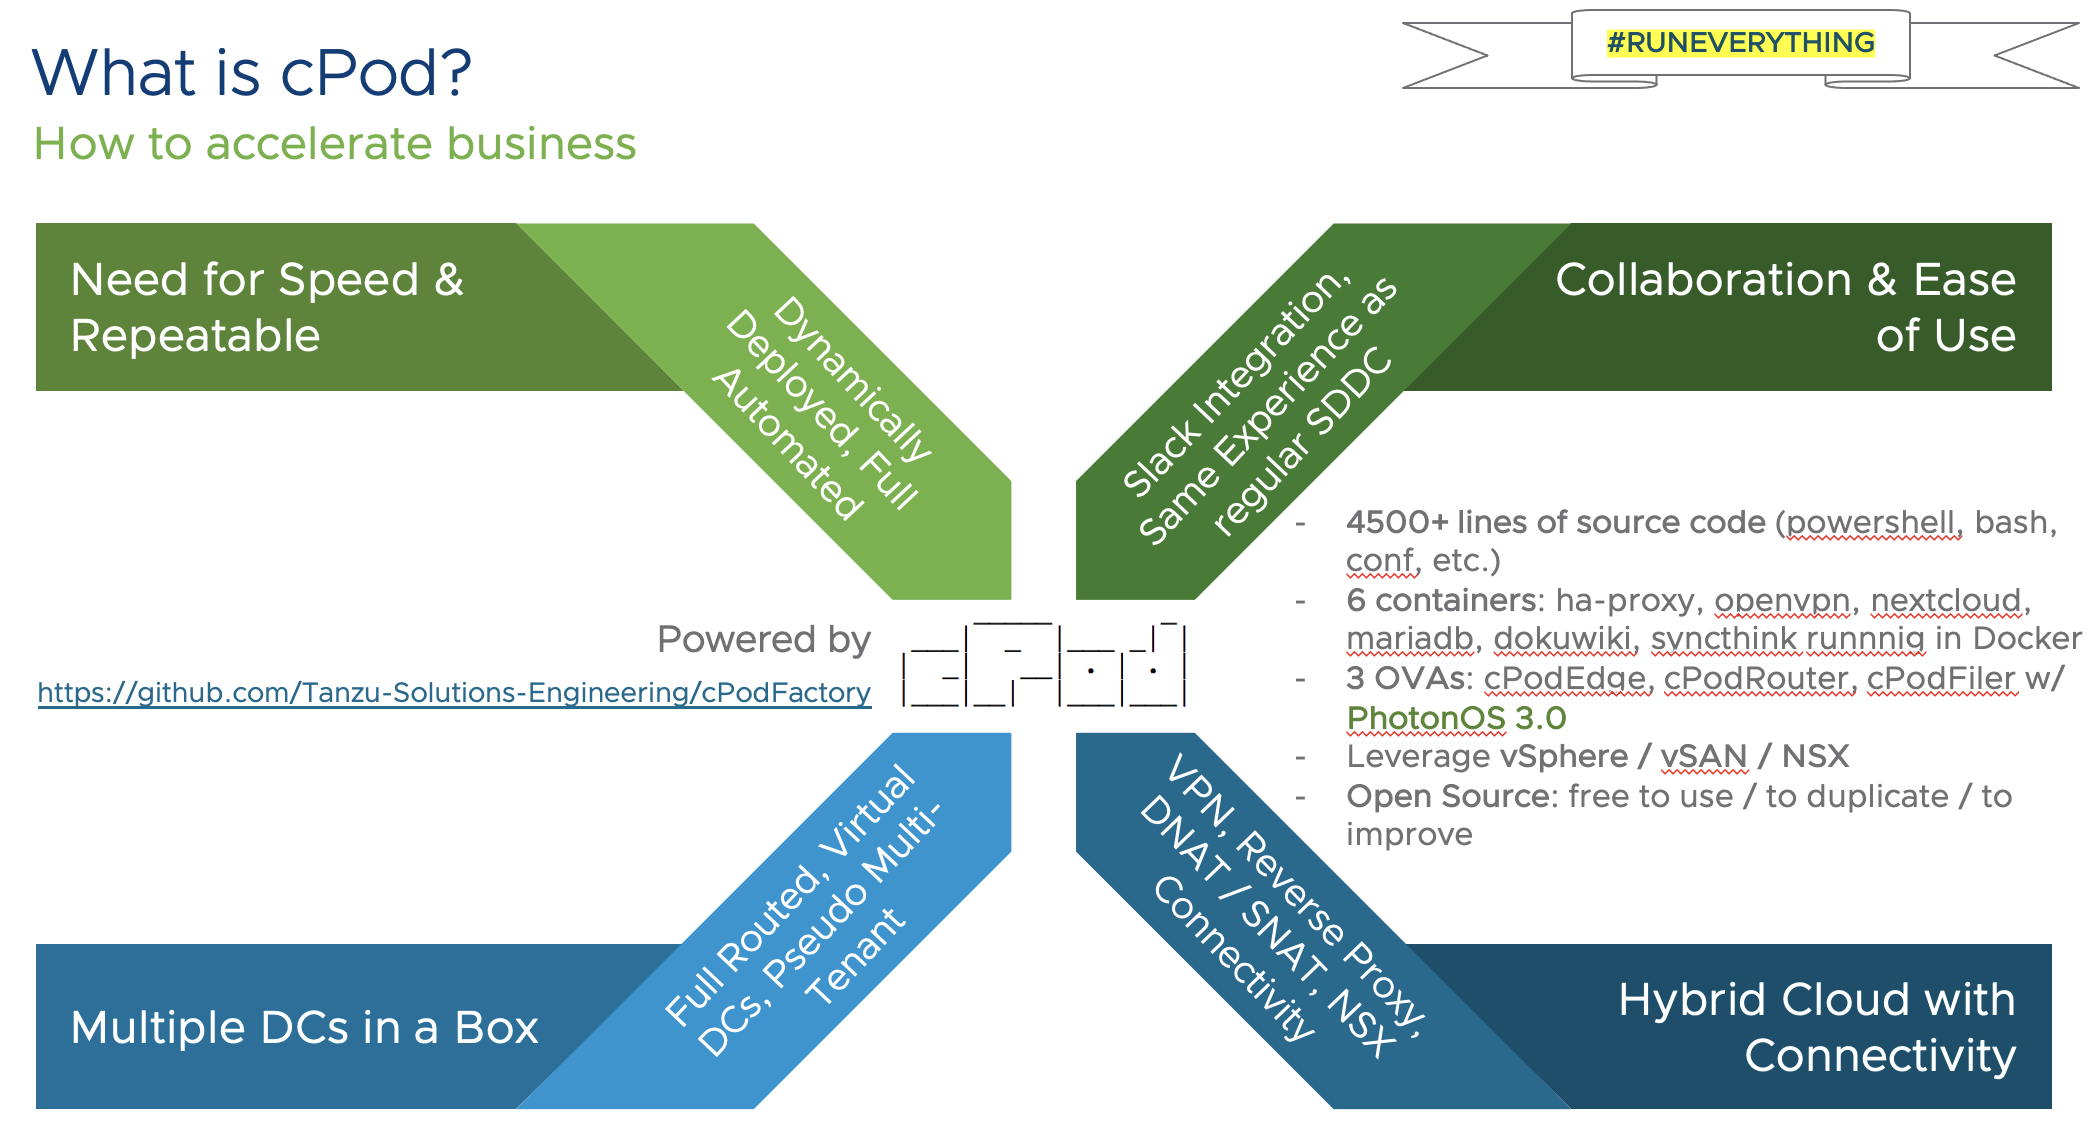 #RUNEVERYTHING
What is cPod?
How to accelerate business
Need for Speed &
Repeatable
Dynamically
Deployed, Full
Automated
Slack Integration,
Same Experience as
regular SDDC
Collaboration & Ease
of Use
- 4500+ lines of source code (powershell, bash,
conf, etc.)
- 6 containers: ha-proxy, openvpn, nextcloud,
mariadb, dokuwiki, syncthink runnnig in Docker
- 3 OVAs: cPodEdge, cPodRouter, cPodFiler w/
PhotonOS 3.0
- Leverage vSphere / vSAN / NSX
- Open Source: free to use / to duplicate / to
improve
Powered by
https://github.com/Tanzu-Solutions-Engineering/cPodFactory
cPod
Multiple DCs in a Box
Full Routed, Virtual
DCs, Pseudo Multi-
Tenant
VPN, Reverse Proxy,
DNAT / SNAT, NSX
Connectivity
Hybrid Cloud with
Connectivity